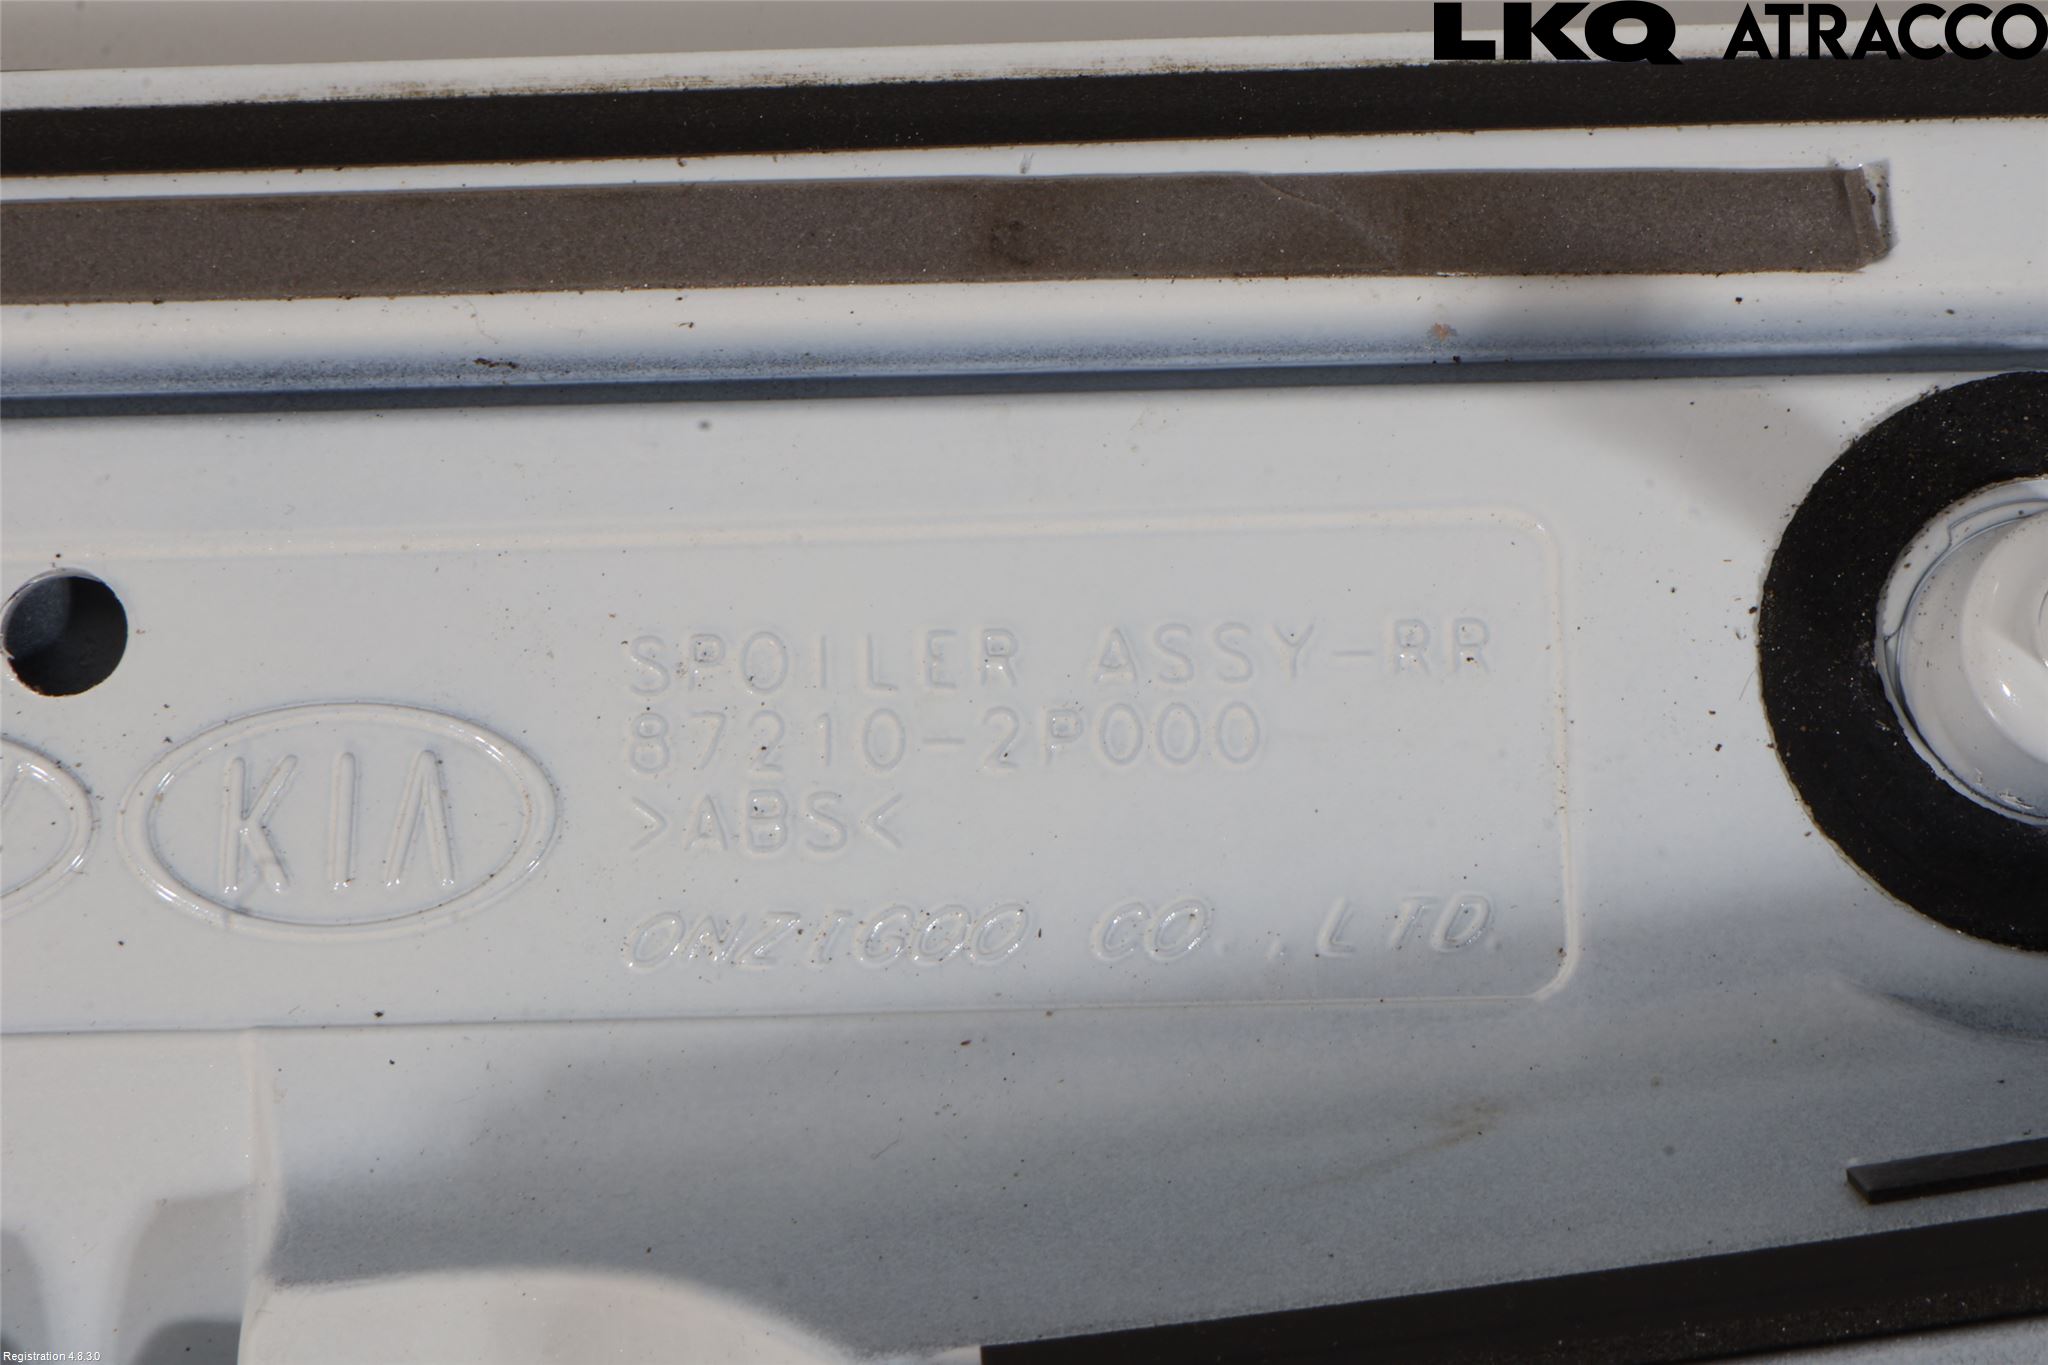 LKQ ATRACCO
SPOILER ASSY-RR
87210-2P000
>ABS<
KIA
ONZIGOO CO.,LTD.
Registration 4.8.3.0